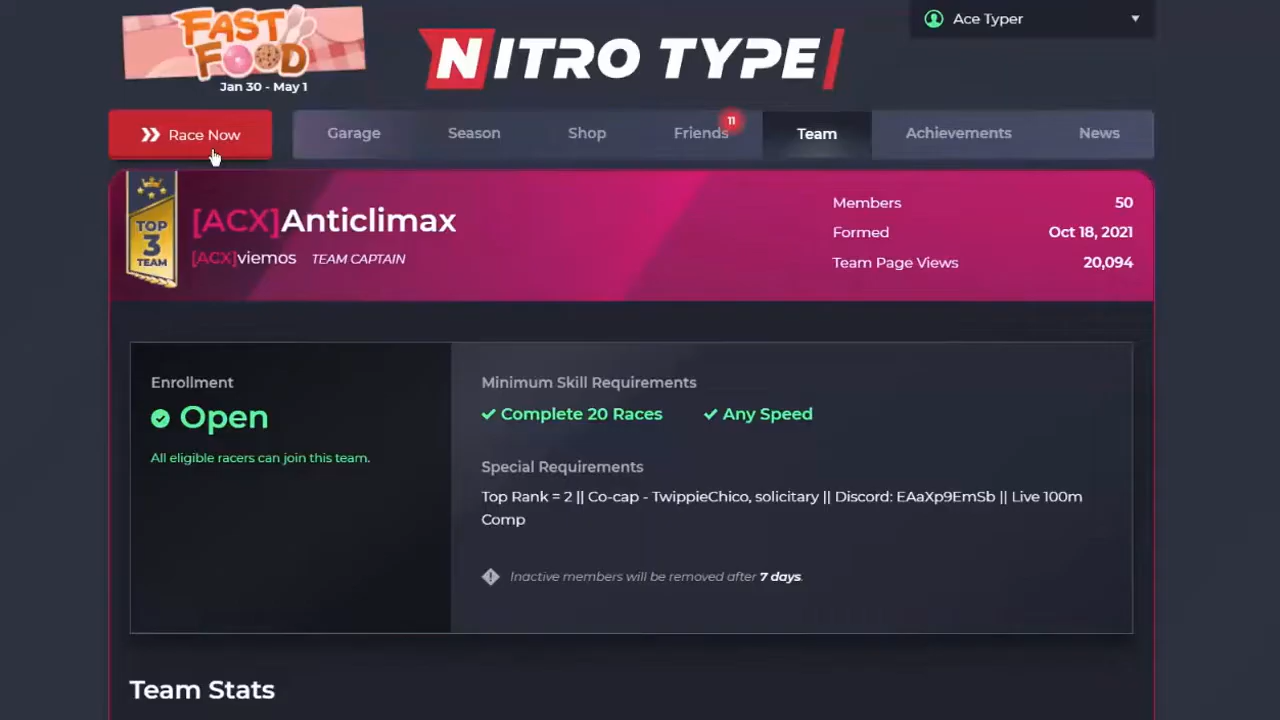 FAST
FOOD
Jan 30 - May 1
NITRO TYPE
Ace Typer
Race Now
Garage
Season
Shop
Friends
11
Team
Achievements
News
TOP
3
TEAM
[ACX]Anticlimax
[ACX]viemos TEAM CAPTAIN
Members 50
Formed Oct 18, 2021
Team Page Views 20,094
Enrollment
Open
All eligible racers can join this team.
Minimum Skill Requirements
Complete 20 Races Any Speed
Special Requirements
Top Rank = 2 || Co-cap - TwippieChico, solicitary || Discord: EAaXp9EmSb || Live 100m
Comp
Inactive members will be removed after 7 days.
Team Stats